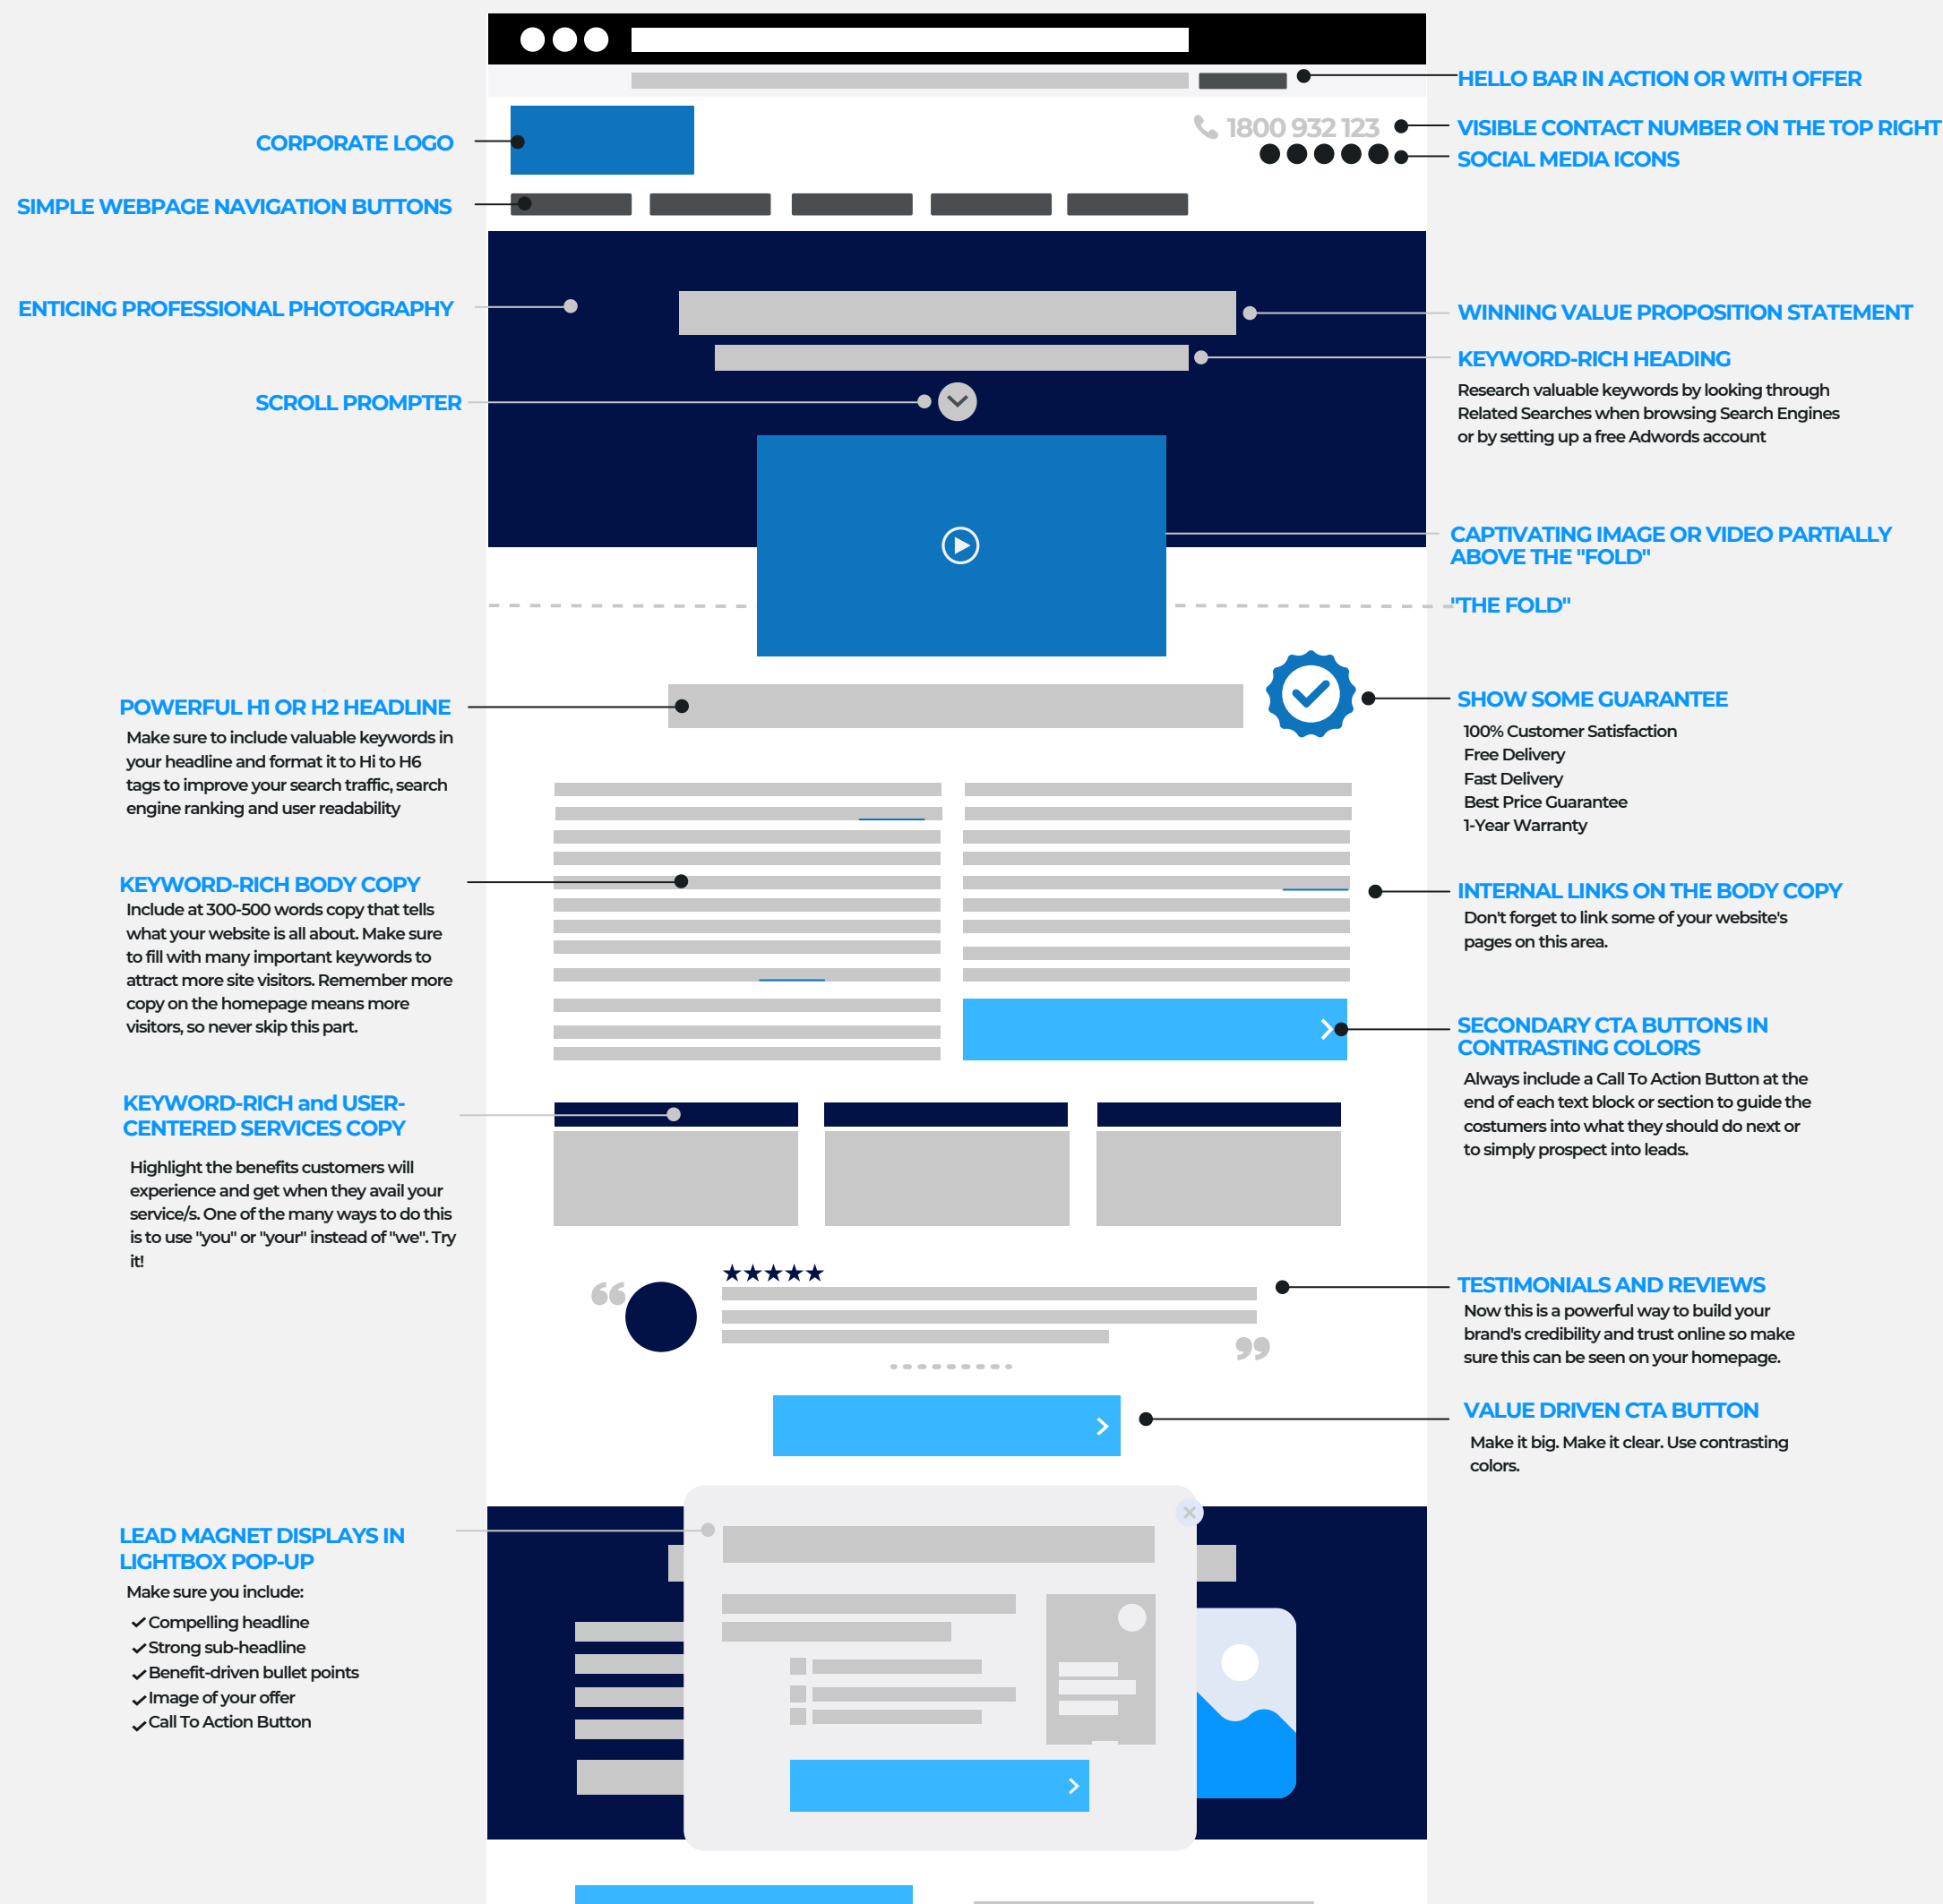 HELLO BAR IN ACTION OR WITH OFFER
CORPORATE LOGO
1800 932 123
VISIBLE CONTACT NUMBER ON THE TOP RIGHT
SOCIAL MEDIA ICONS
SIMPLE WEBPAGE NAVIGATION BUTTONS
ENTICING PROFESSIONAL PHOTOGRAPHY
WINNING VALUE PROPOSITION STATEMENT
KEYWORD-RICH HEADING
Research valuable keywords by looking through
Related Searches when browsing Search Engines
or by setting up a free Adwords account
SCROLL PROMPTER
CAPTIVATING IMAGE OR VIDEO PARTIALLY
ABOVE THE "FOLD"
"THE FOLD"
POWERFUL H1 OR H2 HEADLINE
Make sure to include valuable keywords in
your headline and format it to Hi to H6
tags to improve your search traffic, search
engine ranking and user readability
SHOW SOME GUARANTEE
100% Customer Satisfaction
Free Delivery
Fast Delivery
Best Price Guarantee
1-Year Warranty
KEYWORD-RICH BODY COPY
Include at 300-500 words copy that tells
what your website is all about. Make sure
to fill with many important keywords to
attract more site visitors. Remember more
copy on the homepage means more
visitors, so never skip this part.
INTERNAL LINKS ON THE BODY COPY
Don't forget to link some of your website's
pages on this area.
SECONDARY CTA BUTTONS IN
CONTRASTING COLORS
Always include a Call To Action Button at the
end of each text block or section to guide the
costumers into what they should do next or
to simply prospect into leads.
KEYWORD-RICH and USER-
CENTERED SERVICES COPY
Highlight the benefits customers will
experience and get when they avail your
service/s. One of the many ways to do this
is to use "you" or "your" instead of "we". Try
it!
TESTIMONIALS AND REVIEWS
Now this is a powerful way to build your
brand's credibility and trust online so make
sure this can be seen on your homepage.
VALUE DRIVEN CTA BUTTON
Make it big. Make it clear. Use contrasting
colors.
LEAD MAGNET DISPLAYS IN
LIGHTBOX POP-UP
Make sure you include:
Compelling headline
Strong sub-headline
Benefit-driven bullet points
Image of your offer
Call To Action Button